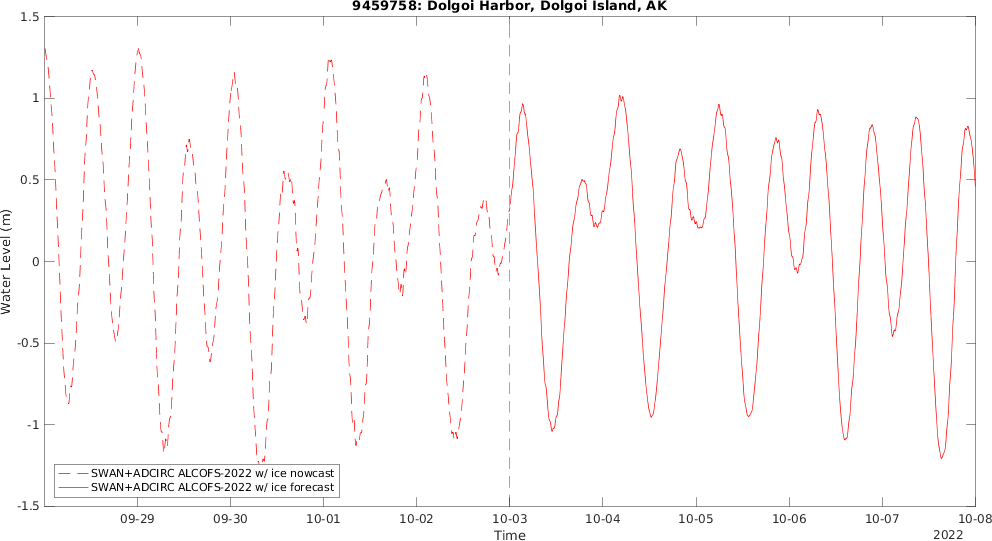 9459758: Dolgoi Harbor, Dolgoi Island, AK
1.5
1
0.5
0
-0.5
-1
-1.5
Water Level (m)
SWAN+ADCIRC ALCOFS-2022 w/ ice nowcast
SWAN+ADCIRC ALCOFS-2022 w/ ice forecast
09-29 09-30 10-01 10-02 10-03 10-04 10-05 10-06 10-07 10-08
Time
2022